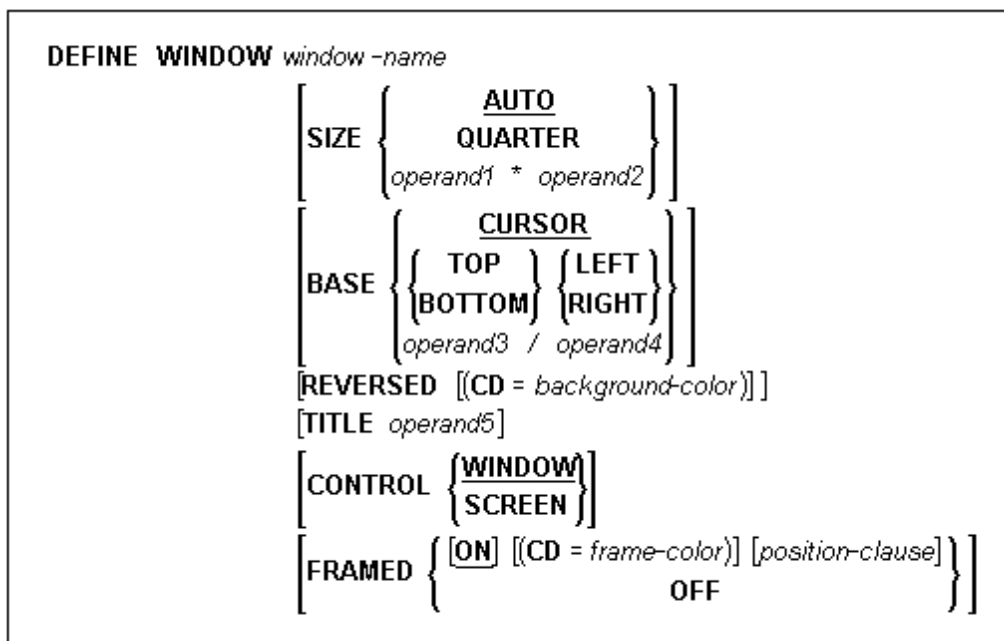 DEFINE WINDOW window-name
AUTO
SIZE QUARTER
operand1 * operand2
CURSOR
TOP LEFT
BASE
BOTTOM RIGHT
operand3 / operand4
[REVERSED [(CD = background-color)] ]
[TITLE operand5]
WINDOW
CONTROL
SCREEN
[ON] [(CD = frame-color)] [position-clause]
FRAMED
OFF